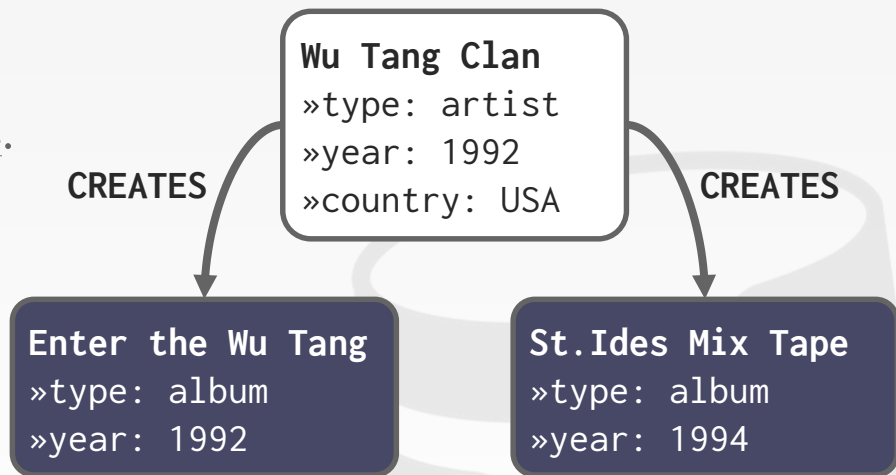 Wu Tang Clan
»type: artist
»year: 1992
»country: USA
CREATES
CREATES
Enter the Wu Tang
»type: album
»year: 1992
St.Ides Mix Tape
»type: album
»year: 1994